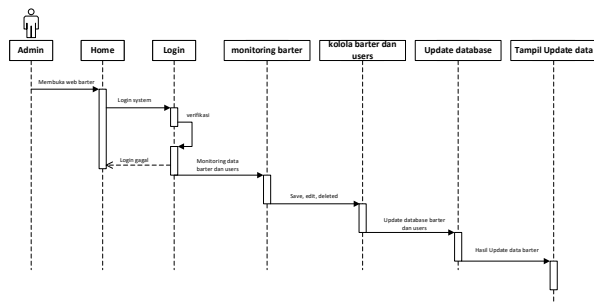 Admin
Home
Login
monitoring barter
kolola barter dan
users
Update database
Tampil Update data
Membuka web barter
Login system
verifikasi
Login gagal
Monitoring data
barter dan users
Save, edit, deleted
Update database barter
dan users
Hasil Update data barter